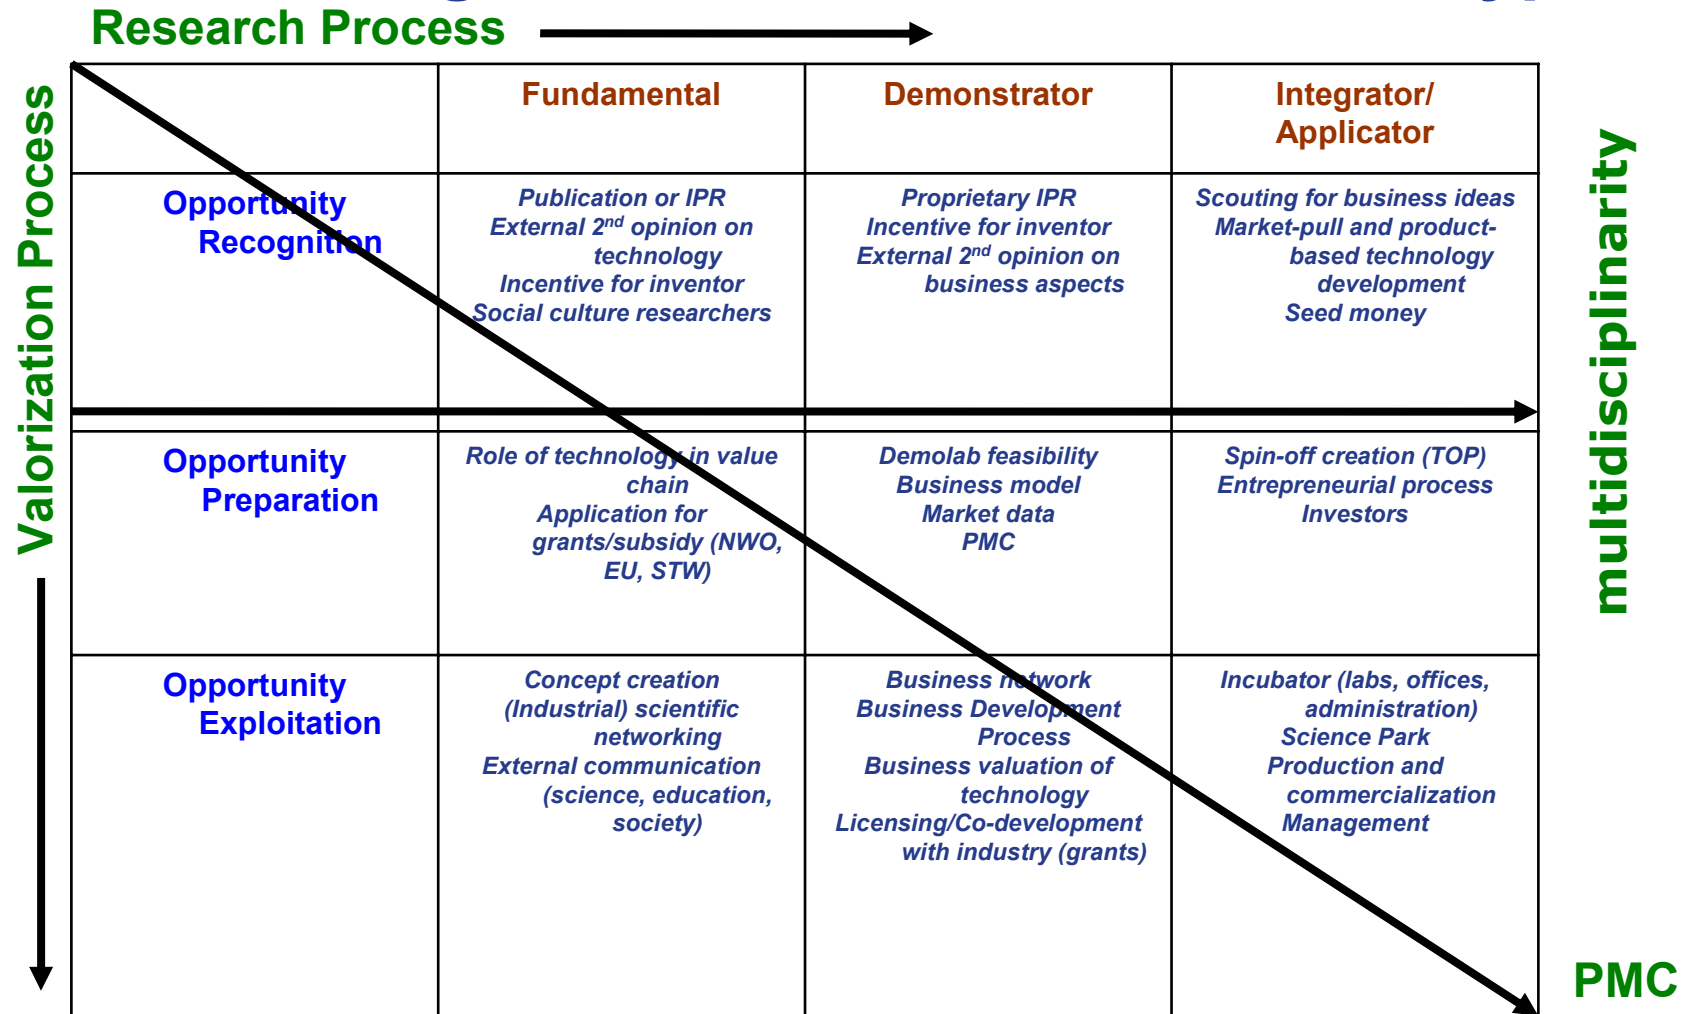 Research Process
Valorization Process
multidisciplinarity
Fundamental
Demonstrator
Integrator/
Applicator
Opportunity
Recognition
Publication or IPR
External 2nd opinion on
technology
Incentive for inventor
Social culture researchers
Proprietary IPR
Incentive for inventor
External 2nd opinion on
business aspects
Scouting for business ideas
Market-pull and product-
based technology
development
Seed money
Opportunity
Preparation
Role of technology in value
chain
Application for
grants/subsidy (NWO,
EU, STW)
Demolab feasibility
Business model
Market data
PMC
Spin-off creation (TOP)
Entrepreneurial process
Investors
Opportunity
Exploitation
Concept creation
(Industrial) scientific
networking
External communication
(science, education,
society)
Business network
Business Development
Process
Business valuation of
technology
Licensing/Co-development
with industry (grants)
Incubator (labs, offices,
administration)
Science Park
Production and
commercialization
Management
PMC